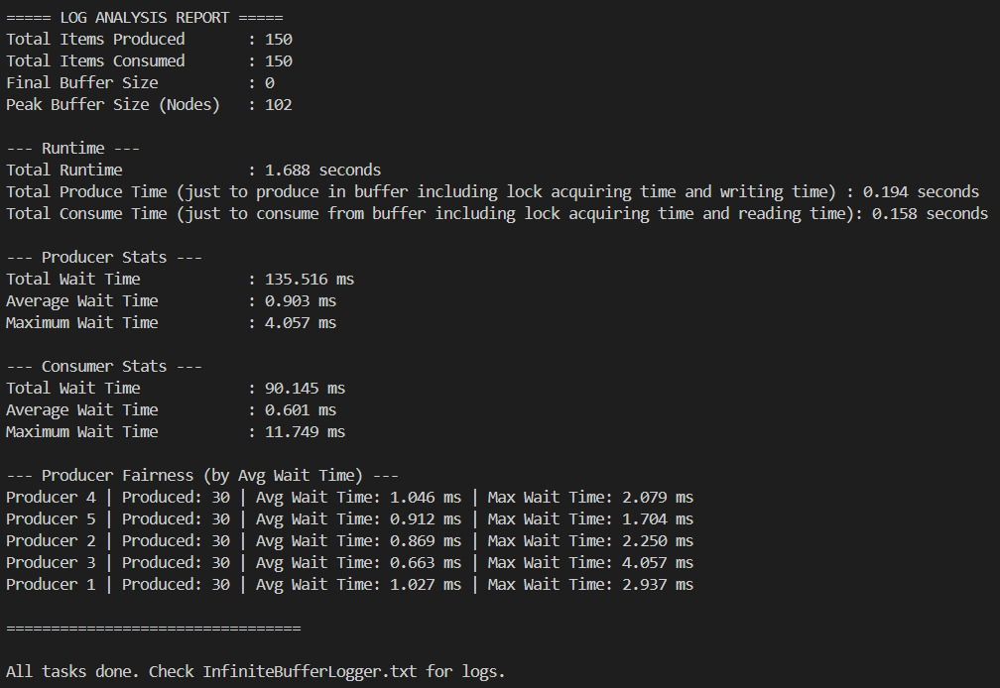 ===== LOG ANALYSIS REPORT =====
Total Items Produced       : 150
Total Items Consumed       : 150
Final Buffer Size          : 0
Peak Buffer Size (Nodes)   : 102
--- Runtime ---
Total Runtime              : 1.688 seconds
Total Produce Time (just to produce in buffer including lock acquiring time and writing time) : 0.194 seconds
Total Consume Time (just to consume from buffer including lock acquiring time and reading time): 0.158 seconds
--- Producer Stats ---
Total Wait Time            : 135.516 ms
Average Wait Time          : 0.903 ms
Maximum Wait Time          : 4.057 ms
--- Consumer Stats ---
Total Wait Time            : 90.145 ms
Average Wait Time          : 0.601 ms
Maximum Wait Time          : 11.749 ms
--- Producer Fairness (by Avg Wait Time) ---
Producer 4 | Produced: 30 | Avg Wait Time: 1.046 ms | Max Wait Time: 2.079 ms
Producer 5 | Produced: 30 | Avg Wait Time: 0.912 ms | Max Wait Time: 1.704 ms
Producer 2 | Produced: 30 | Avg Wait Time: 0.869 ms | Max Wait Time: 2.250 ms
Producer 3 | Produced: 30 | Avg Wait Time: 0.663 ms | Max Wait Time: 4.057 ms
Producer 1 | Produced: 30 | Avg Wait Time: 1.027 ms | Max Wait Time: 2.937 ms
=================================
All tasks done. Check InfiniteBufferLogger.txt for logs.